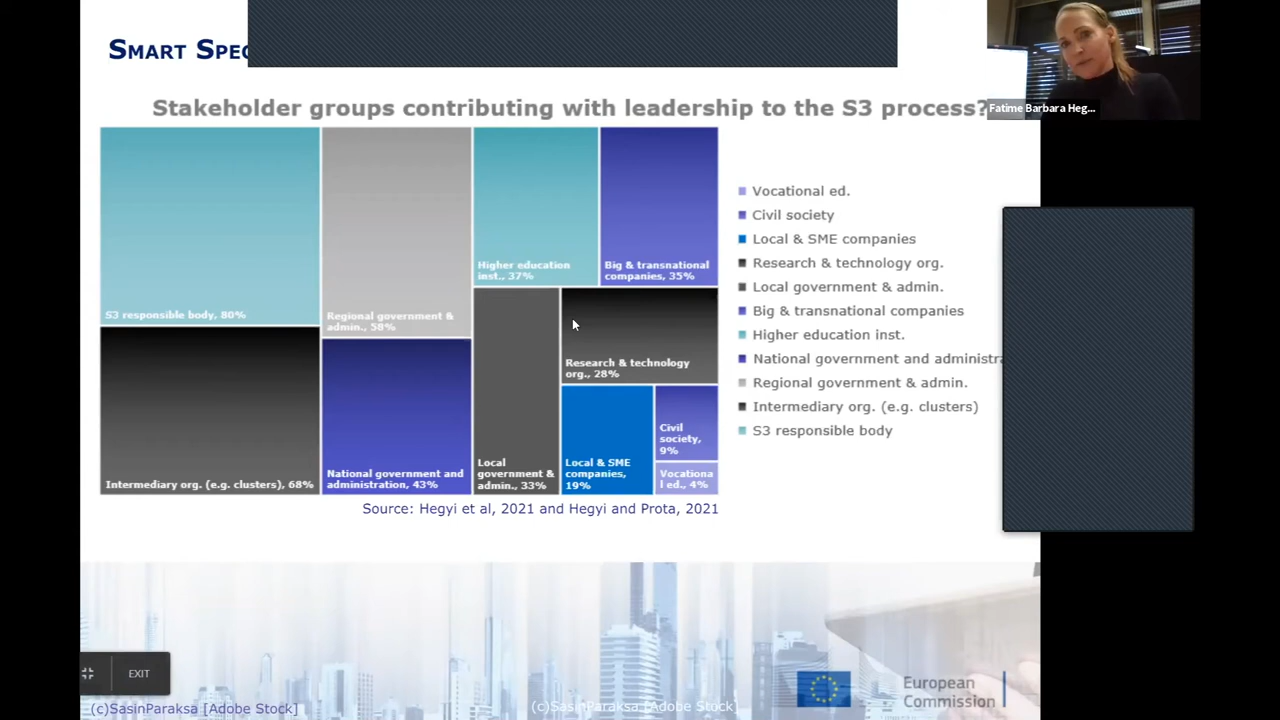 SMART SPEC
Stakeholder groups contributing with leadership to the S3 process?
Fatime Barbara Heg...
S3 responsible body, 80%
Regional government &
admin., 58%
Higher education
inst., 37%
Big & transnational
companies, 35%
Intermediary org. (e.g. clusters), 68%
National government and
administration, 43%
Local
government &
admin., 33%
Research & technology
org., 28%
Local & SME
companies,
19%
Civil
society,
9%
Vocationa
l ed., 4%
Vocational ed.
Civil society
Local & SME companies
Research & technology org.
Local government & admin.
Big & transnational companies
Higher education inst.
National government and administra
Regional government & admin.
Intermediary org. (e.g. clusters)
S3 responsible body
Source: Hegyi et al, 2021 and Hegyi and Prota, 2021
EXIT
European
Commission
(c)SasinParaksa [Adobe Stock]
(c)SasinParaksa [Adobe Stock]